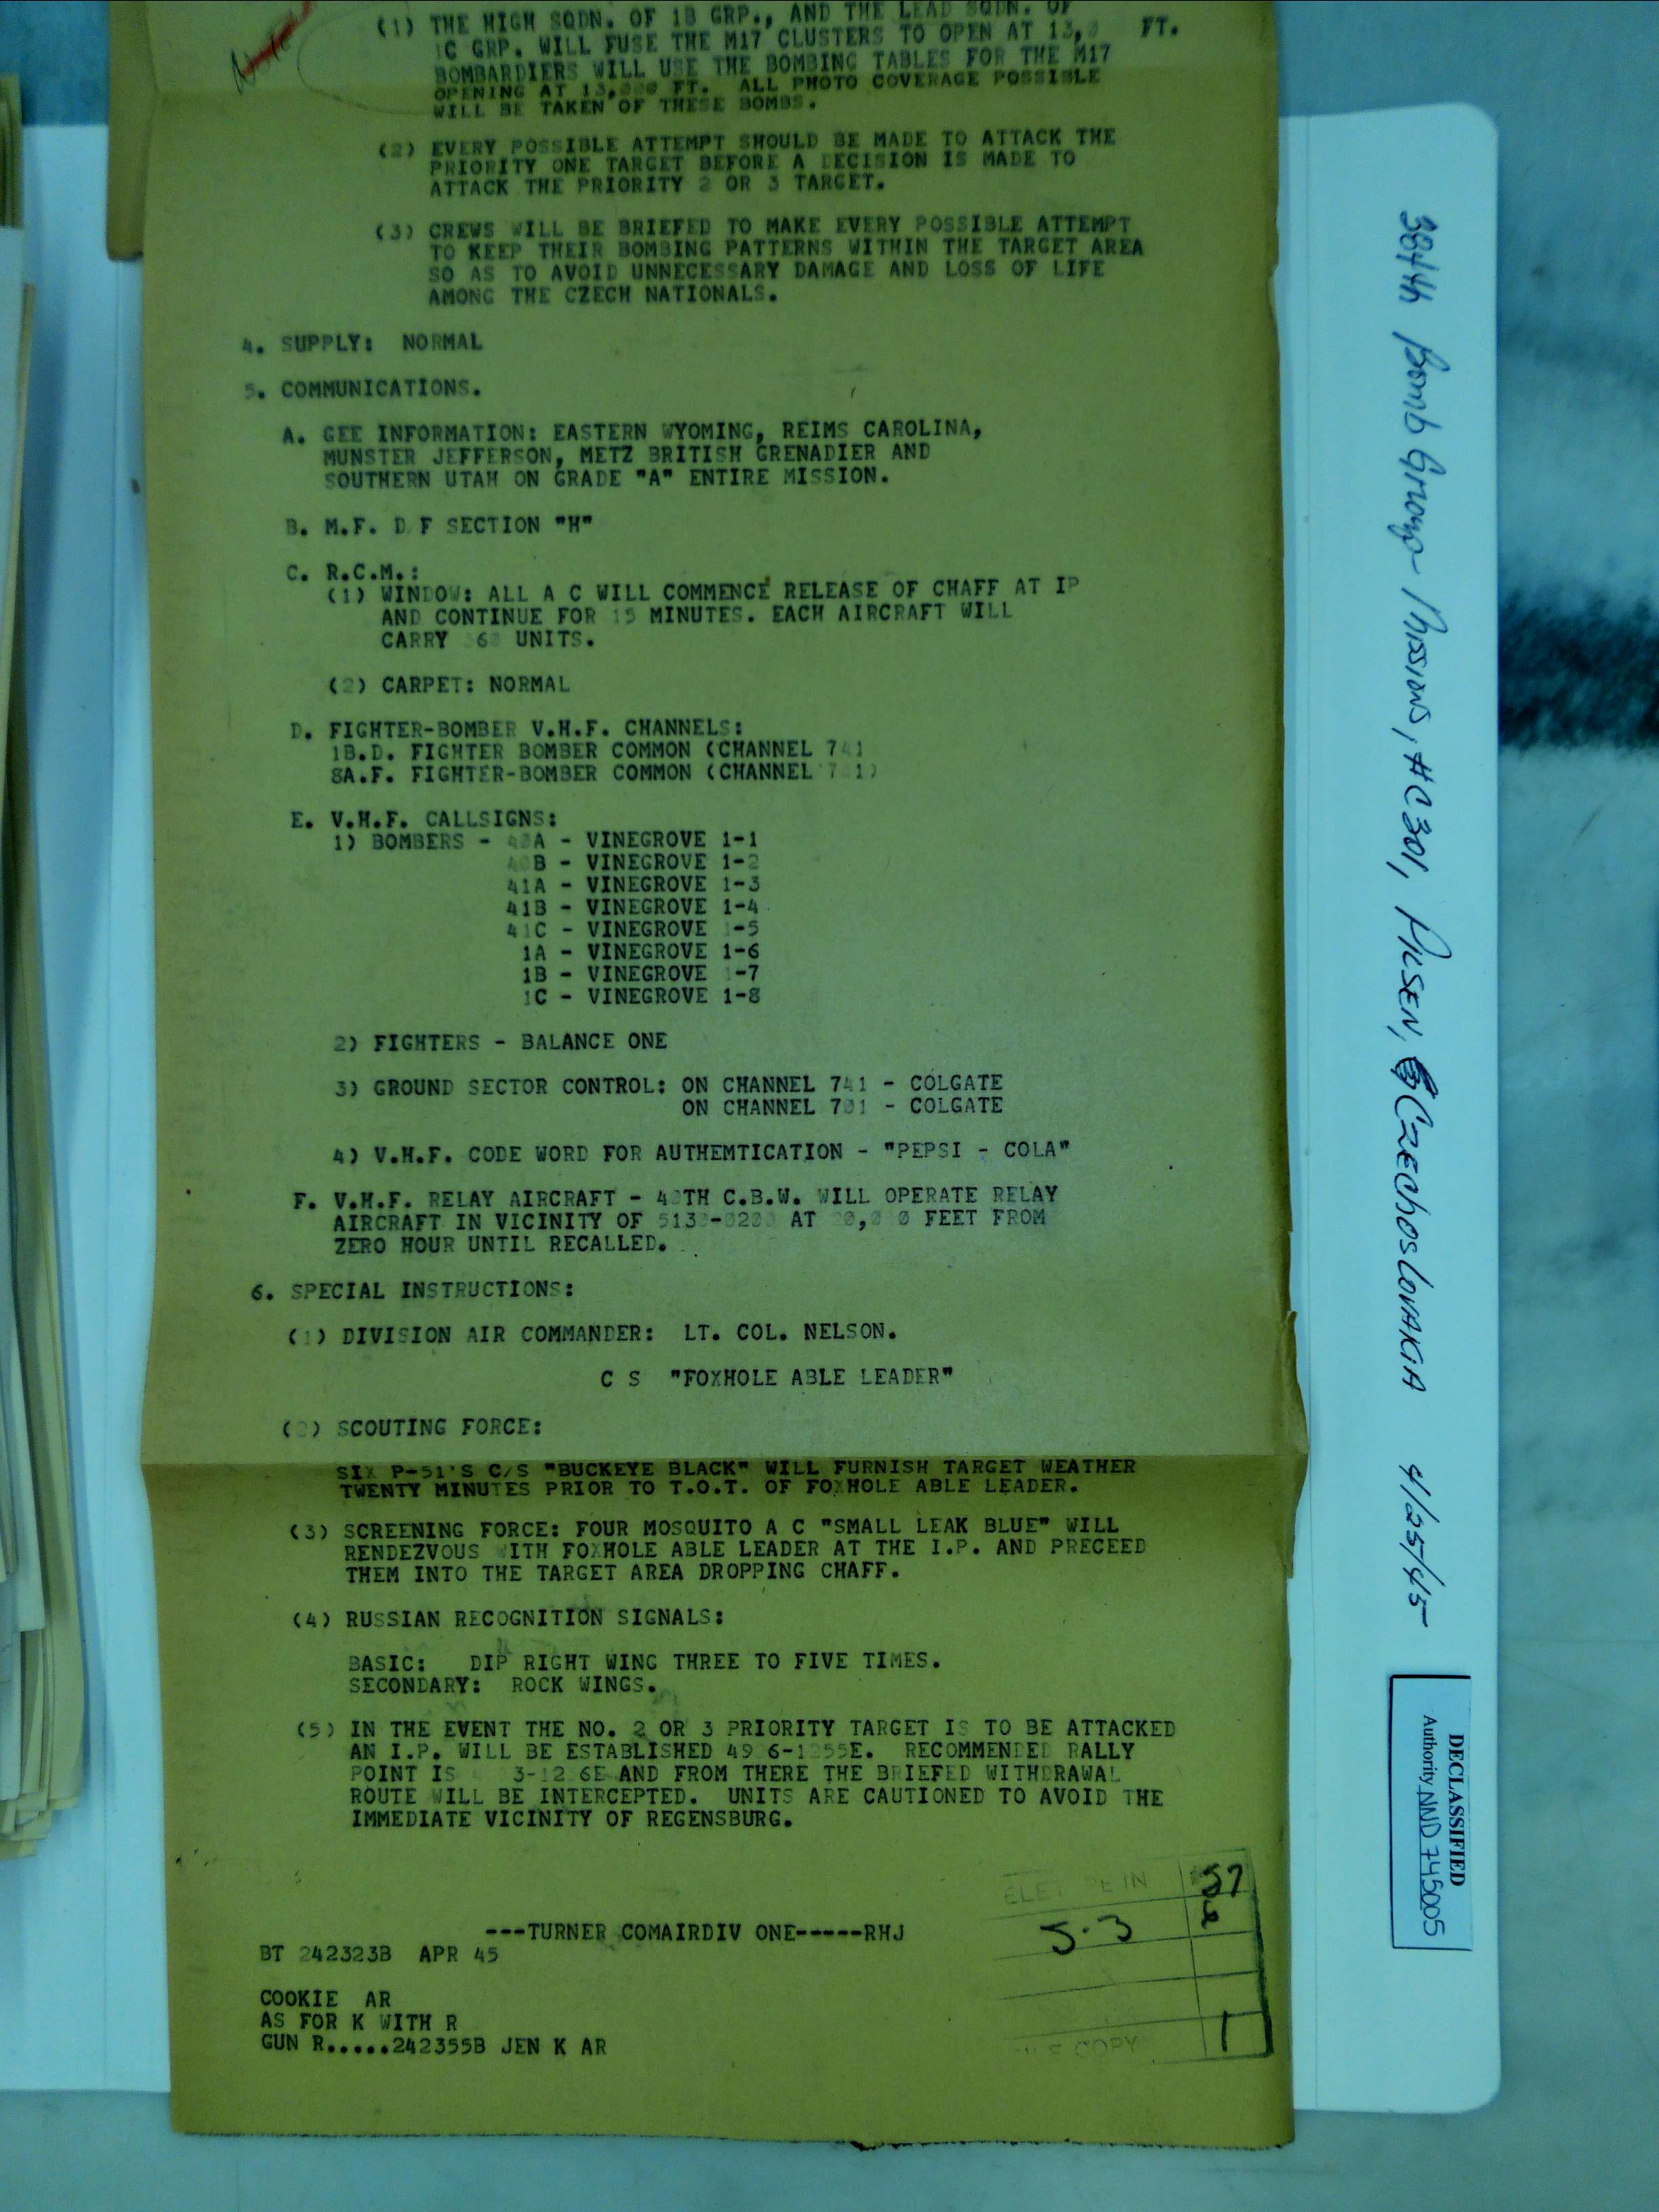 (1) THE HIGH SQDN. OF 1B GRP., AND THE LEAD SQDN. OF
1C GRP. WILL FUSE THE M17 CLUSTERS TO OPEN AT FT.
BOMBARDIERS WILL USE THE BOMBING TABLES FOR THE M17
OPENING AT FT. ALL PHOTO COVERAGE POSSIBLE
WILL BE TAKEN OF THESE BOMBS.
(2) EVERY POSSIBLE ATTEMPT SHOULD BE MADE TO ATTACK THE
PRIORITY ONE TARGET BEFORE A DECISION IS MADE TO
ATTACK THE PRIORITY 2 OR 3 TARGET.
(3) CREWS WILL BE BRIEFED TO MAKE EVERY POSSIBLE ATTEMPT
TO KEEP THEIR BOMBING PATTERNS WITHIN THE TARGET AREA
SO AS TO AVOID UNNECESSARY DAMAGE AND LOSS OF LIFE
AMONG THE CZECH NATIONALS.
4. SUPPLY: NORMAL
5. COMMUNICATIONS.
A. GEE INFORMATION: EASTERN WYOMING, REIMS CAROLINA,
MUNSTER JEFFERSON, METZ BRITISH GRENADIER AND
SOUTHERN UTAH ON GRADE "A" ENTIRE MISSION.
B. M.F. D F SECTION "H"
C. R.C.M.:
(1) WINDOW: ALL A C WILL COMMENCE RELEASE OF CHAFF AT IP
AND CONTINUE FOR 15 MINUTES. EACH AIRCRAFT WILL
CARRY UNITS.
(2) CARPET: NORMAL
D. FIGHTER-BOMBER V.H.F. CHANNELS:
1B.D. FIGHTER BOMBER COMMON (CHANNEL 741
8A.F. FIGHTER-BOMBER COMMON (CHANNEL
E. V.H.F. CALLSIGNS:
1) BOMBERS - 40A - VINEGROVE 1-1
40B - VINEGROVE 1-2
41A - VINEGROVE 1-3
41B - VINEGROVE 1-4
41C - VINEGROVE -5
1A - VINEGROVE 1-6
1B - VINEGROVE -7
1C - VINEGROVE 1-8
2) FIGHTERS - BALANCE ONE
3) GROUND SECTOR CONTROL: ON CHANNEL 741 - COLGATE
ON CHANNEL 701 - COLGATE
4) V.H.F. CODE WORD FOR AUTHEMTICATION - "PEPSI - COLA"
F. V.H.F. RELAY AIRCRAFT - 40TH C.B.W. WILL OPERATE RELAY
AIRCRAFT IN VICINITY OF AT FEET FROM
ZERO HOUR UNTIL RECALLED.
6. SPECIAL INSTRUCTIONS:
(1) DIVISION AIR COMMANDER: LT. COL. NELSON.
C S "FOXHOLE ABLE LEADER"
(2) SCOUTING FORCE:
SIX P-51'S C/S "BUCKEYE BLACK" WILL FURNISH TARGET WEATHER
TWENTY MINUTES PRIOR TO T.O.T. OF FOXHOLE ABLE LEADER.
(3) SCREENING FORCE: FOUR MOSQUITO A C "SMALL LEAK BLUE" WILL
RENDEZVOUS WITH FOXHOLE ABLE LEADER AT THE I.P. AND PRECEED
THEM INTO THE TARGET AREA DROPPING CHAFF.
(4) RUSSIAN RECOGNITION SIGNALS:
BASIC: DIP RIGHT WING THREE TO FIVE TIMES.
SECONDARY: ROCK WINGS.
(5) IN THE EVENT THE NO. 2 OR 3 PRIORITY TARGET IS TO BE ATTACKED
AN I.P. WILL BE ESTABLISHED RECOMMENDED RALLY
POINT IS AND FROM THERE THE BRIEFED WITHDRAWAL
ROUTE WILL BE INTERCEPTED. UNITS ARE CAUTIONED TO AVOID THE
IMMEDIATE VICINITY OF REGENSBURG.
---TURNER COMAIRDIV ONE-----RHJ
BT 242323B APR 45
COOKIE AR
AS FOR K WITH R
GUN R.....242355B JEN K AR
IN 37
S-3
COPY 1
384th Bomb Group - Missions, #C301, PILSEN, CZECHOSLOVAKIA 4/25/45
DECLASSIFIED
Authority NND 745005